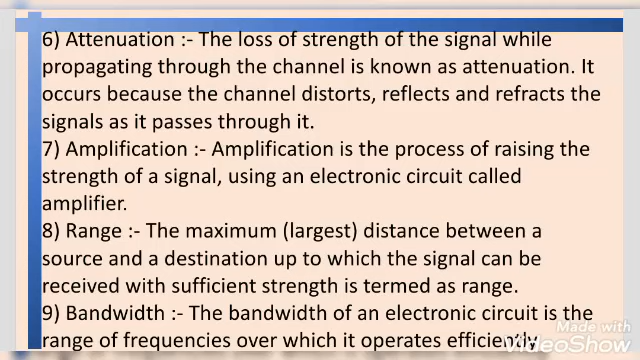 6) Attenuation :- The loss of strength of the signal while
propagating through the channel is known as attenuation. It
occurs because the channel distorts, reflects and refracts the
signals as it passes through it.
7) Amplification :- Amplification is the process of raising the
strength of a signal, using an electronic circuit called
amplifier.
8) Range :- The maximum (largest) distance between a
source and a destination up to which the signal can be
received with sufficient strength is termed as range.
9) Bandwidth :- The bandwidth of an electronic circuit is the
range of frequencies over which it operates efficiently
Made with
VideoShow